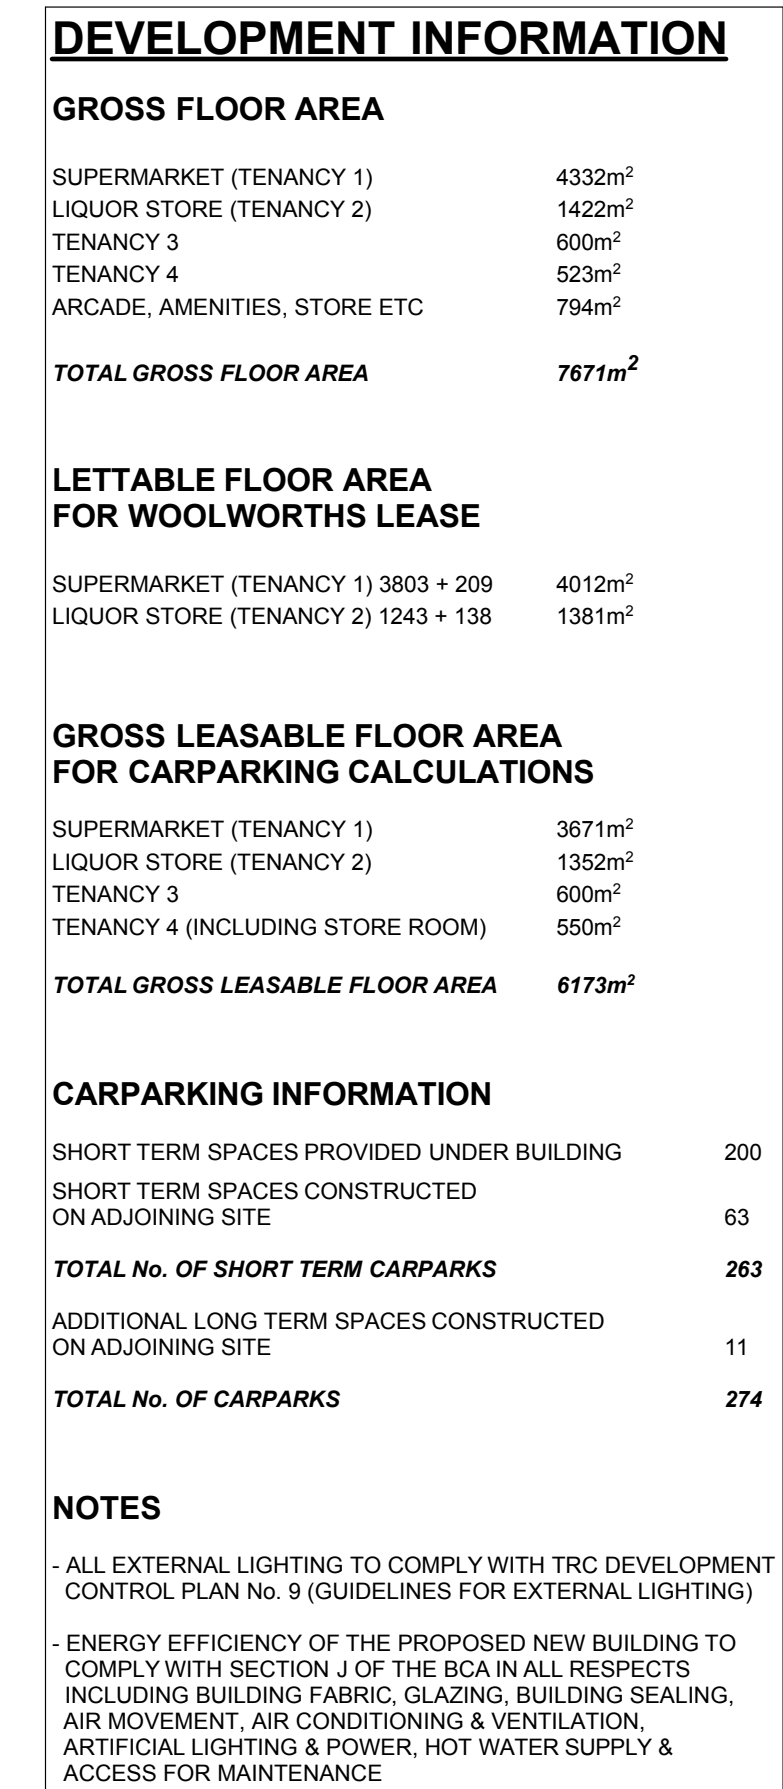 DEVELOPMENT INFORMATION
GROSS FLOOR AREA
SUPERMARKET (TENANCY 1) 4332m²
LIQUOR STORE (TENANCY 2) 1422m²
TENANCY 3 600m²
TENANCY 4 523m²
ARCADE, AMENITIES, STORE ETC 794m²
TOTAL GROSS FLOOR AREA 7671m²
LETTABLE FLOOR AREA
FOR WOOLWORTHS LEASE
SUPERMARKET (TENANCY 1) 3803 + 209 4012m²
LIQUOR STORE (TENANCY 2) 1243 + 138 1381m²
GROSS LEASABLE FLOOR AREA
FOR CARPARKING CALCULATIONS
SUPERMARKET (TENANCY 1) 3671m²
LIQUOR STORE (TENANCY 2) 1352m²
TENANCY 3 600m²
TENANCY 4 (INCLUDING STORE ROOM) 550m²
TOTAL GROSS LEASABLE FLOOR AREA 6173m²
CARPARKING INFORMATION
SHORT TERM SPACES PROVIDED UNDER BUILDING 200
SHORT TERM SPACES CONSTRUCTED
ON ADJOINING SITE 63
TOTAL No. OF SHORT TERM CARPARKS 263
ADDITIONAL LONG TERM SPACES CONSTRUCTED
ON ADJOINING SITE 11
TOTAL No. OF CARPARKS 274
NOTES
- ALL EXTERNAL LIGHTING TO COMPLY WITH TRC DEVELOPMENT
CONTROL PLAN No. 9 (GUIDELINES FOR EXTERNAL LIGHTING)
- ENERGY EFFICIENCY OF THE PROPOSED NEW BUILDING TO
COMPLY WITH SECTION J OF THE BCA IN ALL RESPECTS
INCLUDING BUILDING FABRIC, GLAZING, BUILDING SEALING,
AIR MOVEMENT, AIR CONDITIONING & VENTILATION,
ARTIFICIAL LIGHTING & POWER, HOT WATER SUPPLY &
ACCESS FOR MAINTENANCE